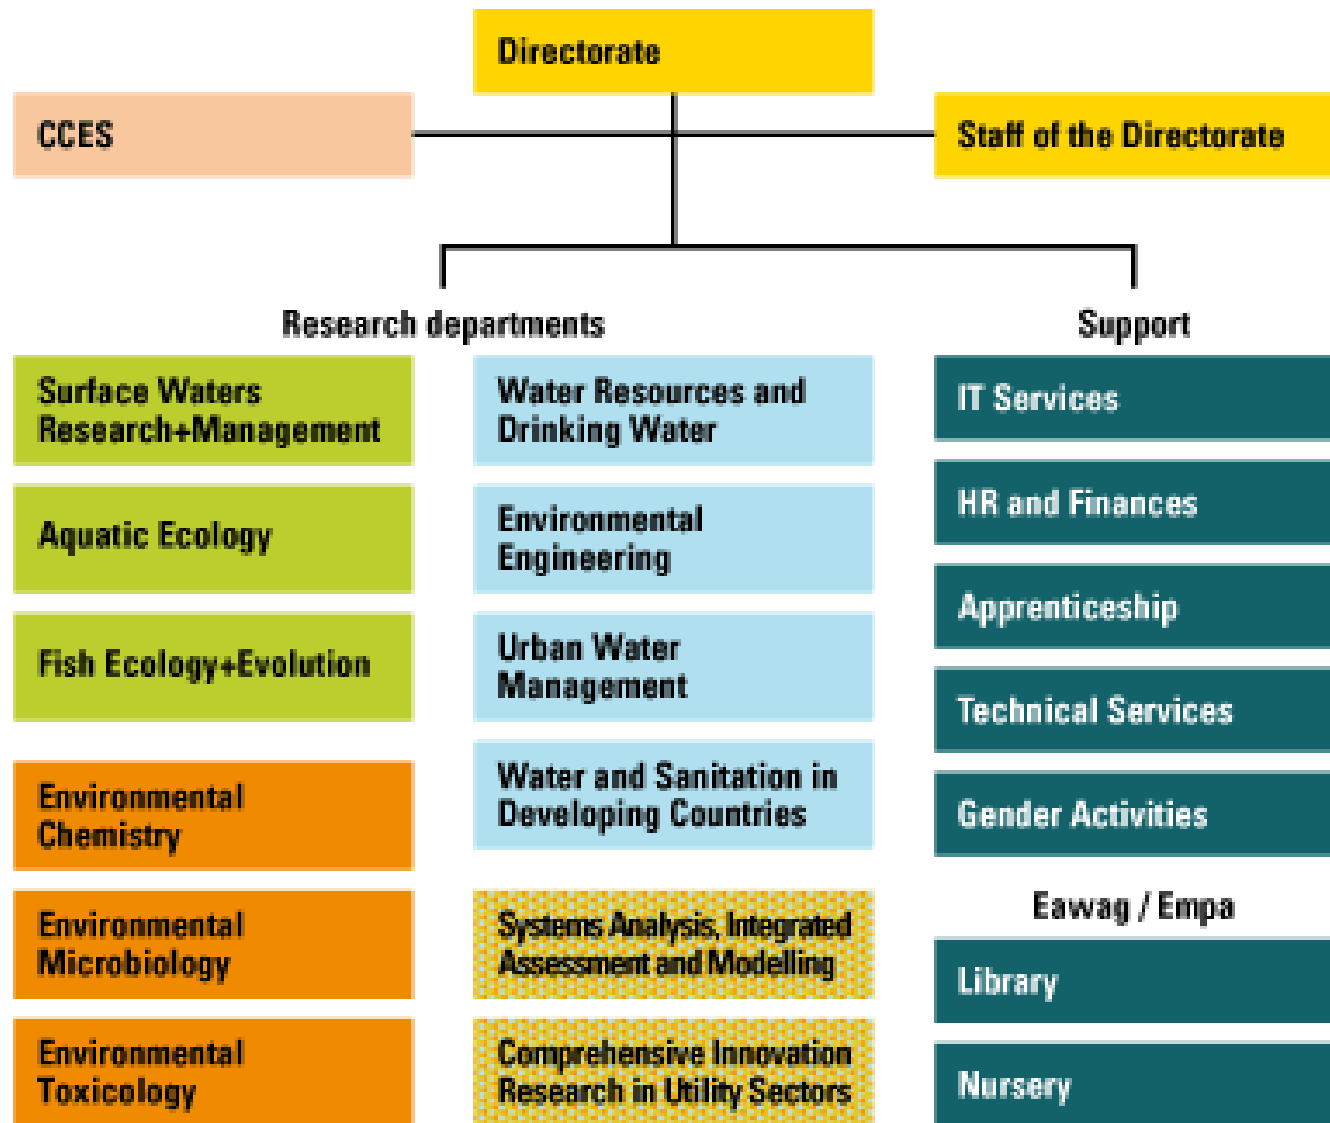 Directorate
CCES
Staff of the Directorate
Research departments
Support
Surface Waters
Research+Management
Aquatic Ecology
Fish Ecology+Evolution
Environmental
Chemistry
Environmental
Microbiology
Environmental
Toxicology
Water Resources and
Drinking Water
Environmental
Engineering
Urban Water
Management
Water and Sanitation in
Developing Countries
Systems Analysis, Integrated
Assessment and Modelling
Comprehensive Innovation
Research in Utility Sectors
IT Services
HR and Finances
Apprenticeship
Technical Services
Gender Activities
Eawag / Empa
Library
Nursery